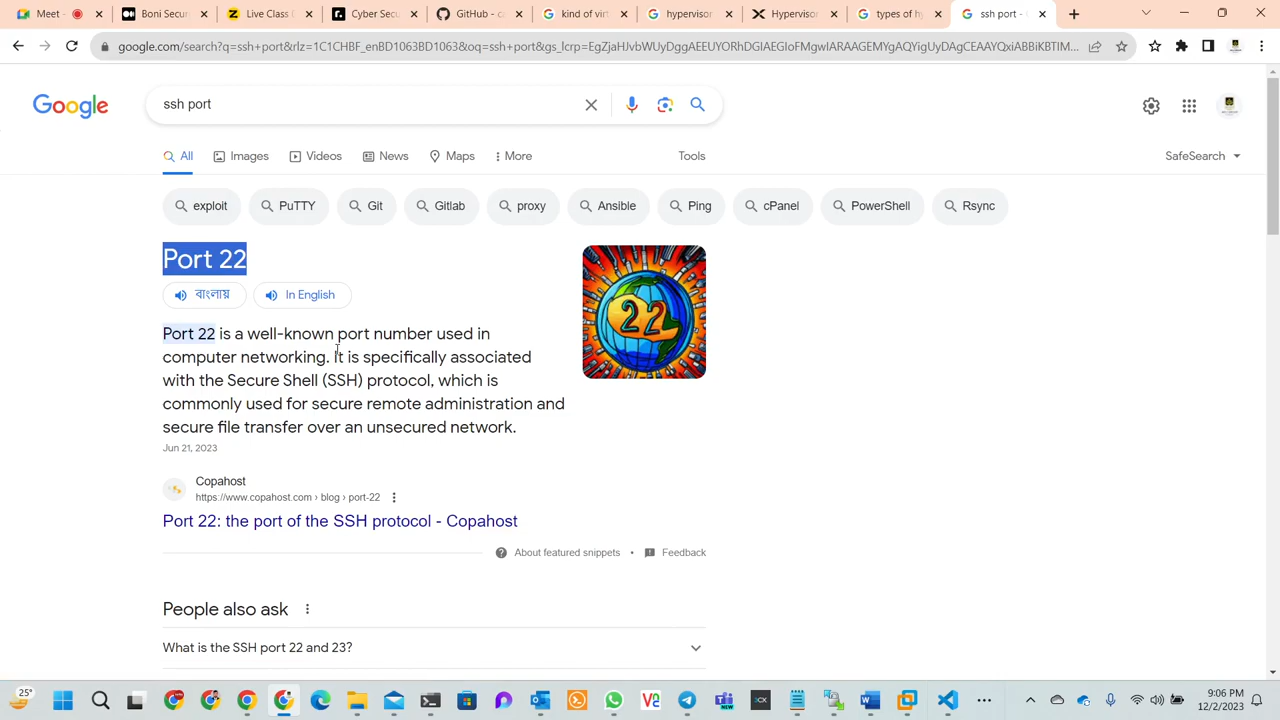 Meet
Boni Secur
Live Class
Cyber Secu
GitHub - c
kind of virt
hypervisor
Hypervisor
types of hy
ssh port -
google.com/search?q=ssh+port&rlz=1C1CHBF_enBD1063BD1063&oq=ssh+port&gs_lcrp=EgZjaHJvbWUyDggAEEUYORhDGIAEGIoFMgwIARAAGEMYgAQYigUyDAgCEAAYQxiABBiKBTIM...
Google
ssh port
All
Images
Videos
News
Maps
More
Tools
SafeSearch
exploit
PuTTY
Git
Gitlab
proxy
Ansible
Ping
cPanel
PowerShell
Rsync
Port 22
বাংলায়
In English
Port 22 is a well-known port number used in
computer networking. It is specifically associated
with the Secure Shell (SSH) protocol, which is
commonly used for secure remote administration and
secure file transfer over an unsecured network.
Jun 21, 2023
22
Copahost
https://www.copahost.com › blog › port-22
Port 22: the port of the SSH protocol - Copahost
About featured snippets • Feedback
People also ask
What is the SSH port 22 and 23?
25°
9:06 PM
12/2/2023